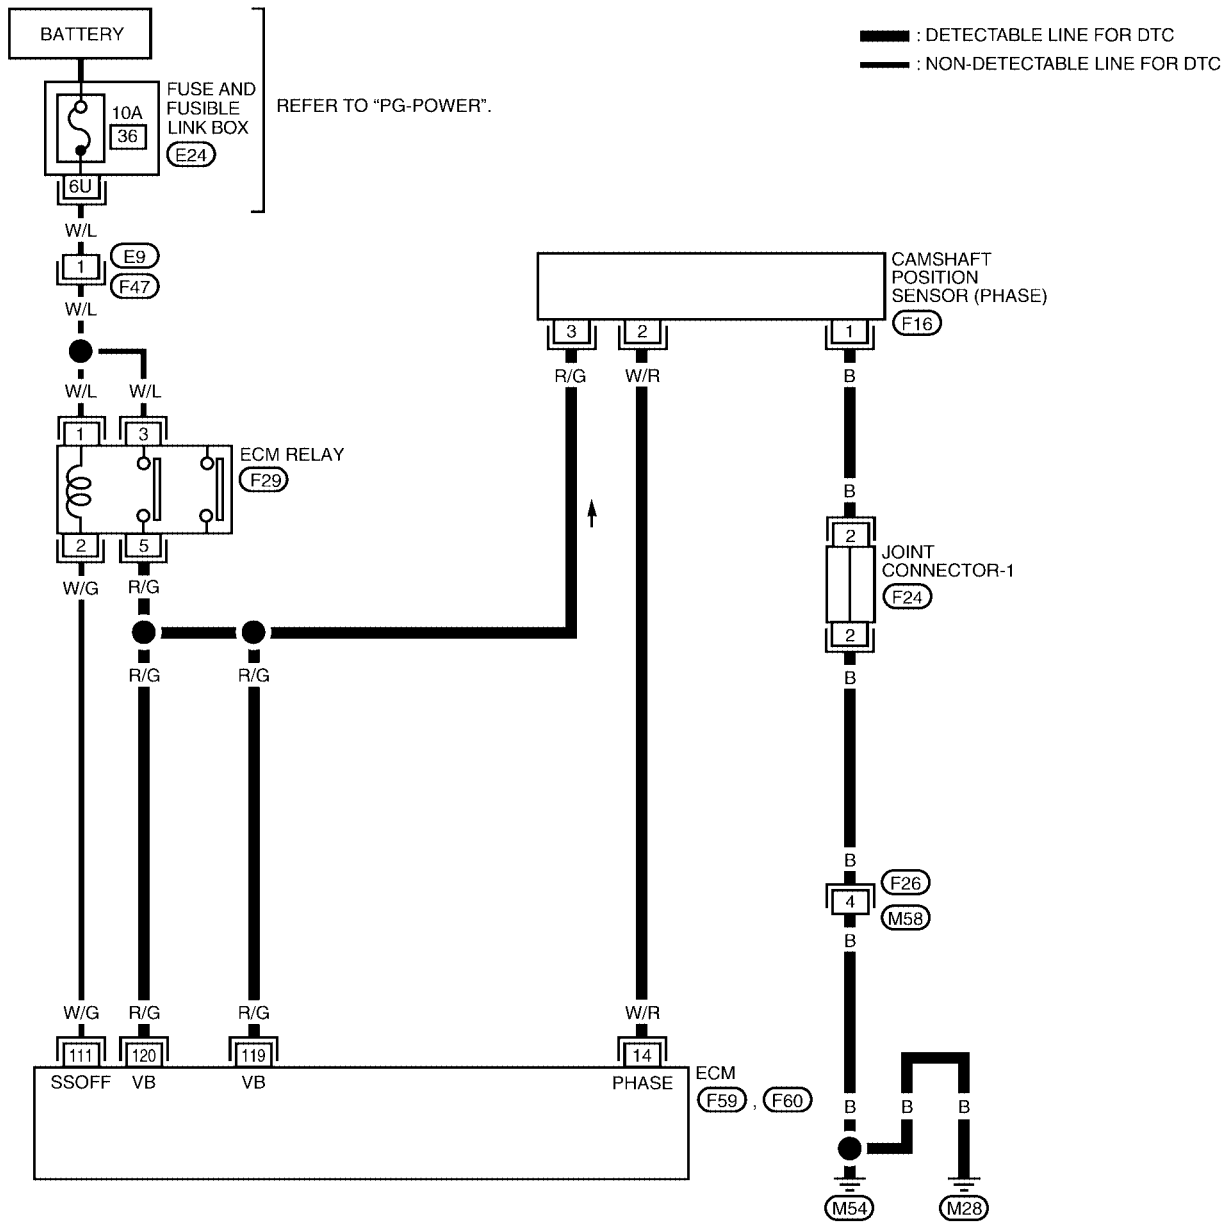 BATTERY
: DETECTABLE LINE FOR DTC
: NON-DETECTABLE LINE FOR DTC
FUSE AND
FUSIBLE
LINK BOX
E24
10A
36
REFER TO “PG-POWER”.
6U
W/L
1
E9
F47
W/L
W/L
W/L
1
3
ECM RELAY
F29
2
5
W/G
R/G
R/G
R/G
CAMSHAFT
POSITION
SENSOR (PHASE)
F16
3
2
1
R/G
W/R
B
B
2
JOINT
CONNECTOR-1
F24
2
B
B
F26
4
M58
B
W/G
R/G
R/G
W/R
111
120
119
14
SSOFF
VB
VB
PHASE
ECM
F59 , F60
B
B
B
M54
M28